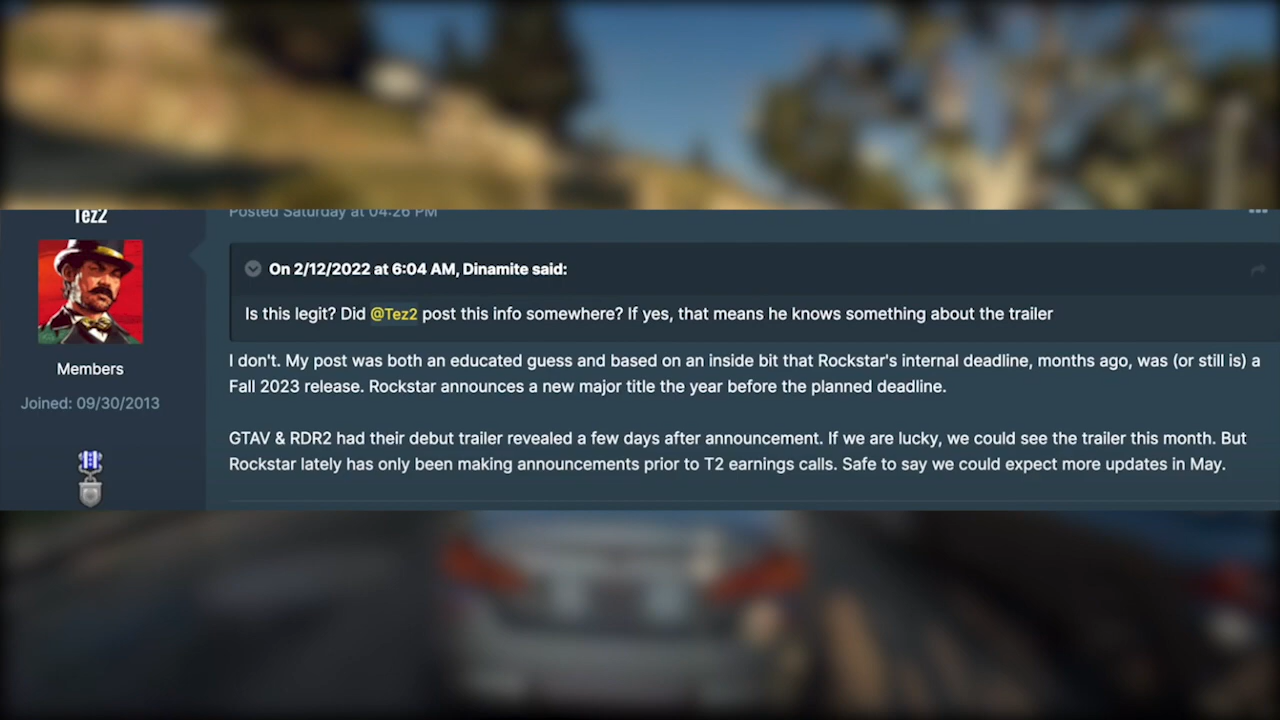 Tez2
Posted Saturday at 04:26 PM
On 2/12/2022 at 6:04 AM, Dinamite said:
Is this legit? Did @Tez2 post this info somewhere? If yes, that means he knows something about the trailer
Members
Joined: 09/30/2013
I don't. My post was both an educated guess and based on an inside bit that Rockstar's internal deadline, months ago, was (or still is) a
Fall 2023 release. Rockstar announces a new major title the year before the planned deadline.
GTAV & RDR2 had their debut trailer revealed a few days after announcement. If we are lucky, we could see the trailer this month. But
Rockstar lately has only been making announcements prior to T2 earnings calls. Safe to say we could expect more updates in May.